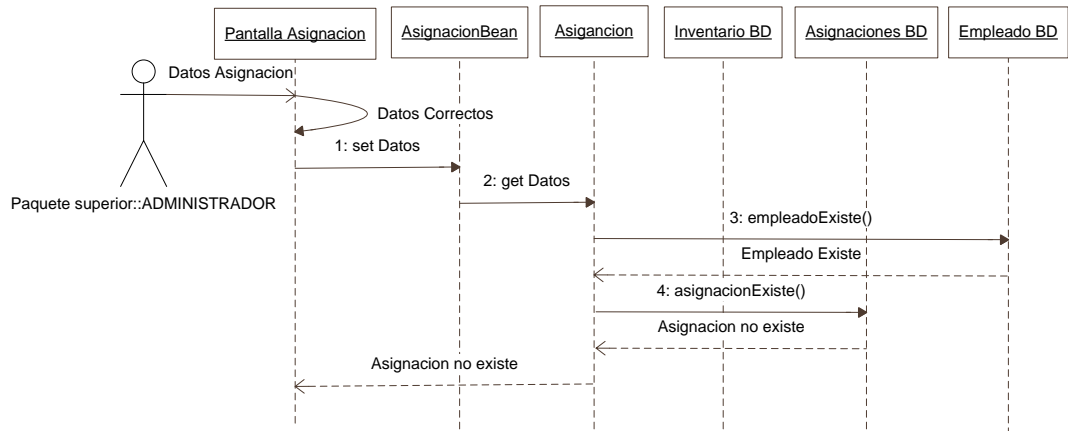 Pantalla Asignacion
AsignacionBean
Asigancion
Inventario BD
Asignaciones BD
Empleado BD
Datos Asignacion
Datos Correctos
1: set Datos
2: get Datos
Paquete superior::ADMINISTRADOR
3: empleadoExiste()
Empleado Existe
4: asignacionExiste()
Asignacion no existe
Asignacion no existe